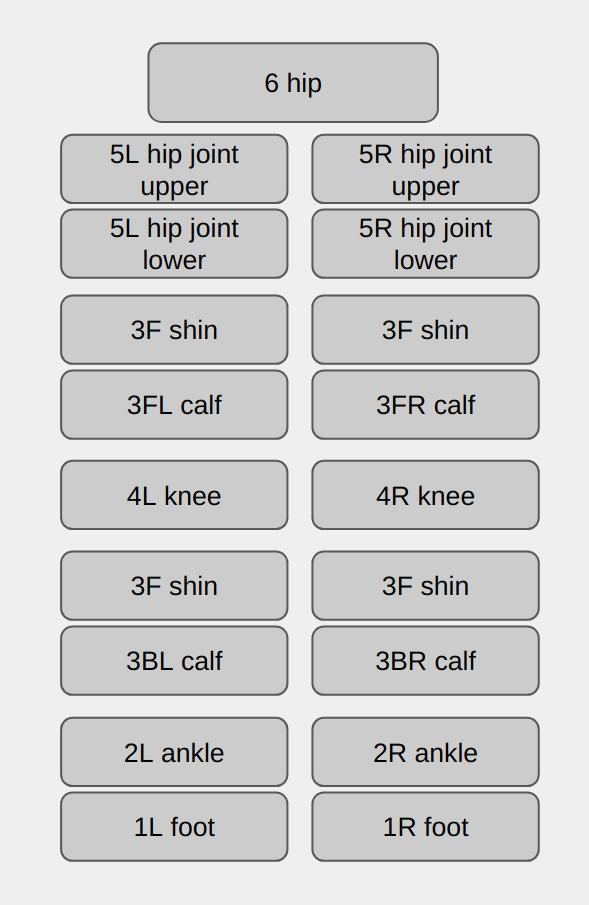 6 hip
5L hip joint
upper
5R hip joint
upper
5L hip joint
lower
5R hip joint
lower
3F shin
3F shin
3FL calf
3FR calf
4L knee
4R knee
3F shin
3F shin
3BL calf
3BR calf
2L ankle
2R ankle
1L foot
1R foot